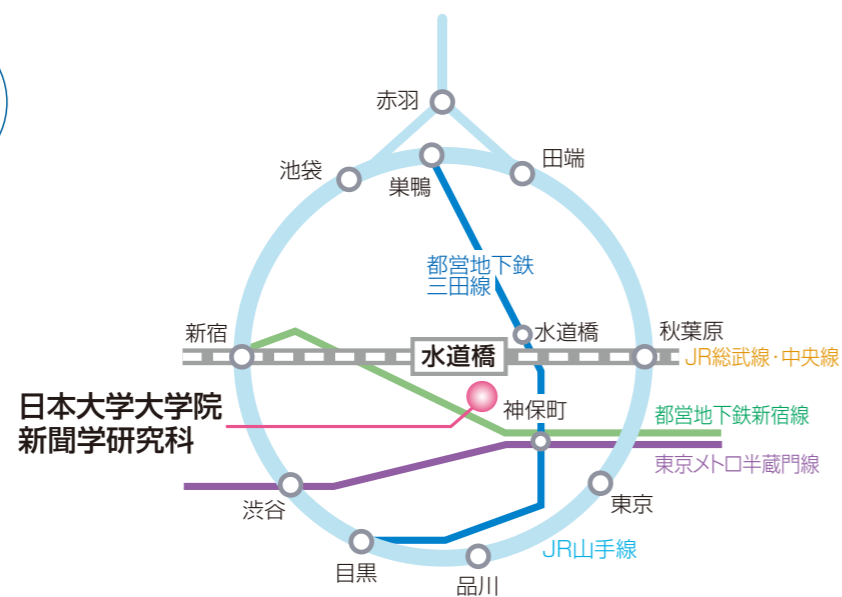 赤羽
池袋
巣鴨
田端
都営地下鉄
三田線
新宿
水道橋
水道橋
秋葉原
JR総武線・中央線
日本大学大学院
新聞学研究科
神保町
都営地下鉄新宿線
東京メトロ半蔵門線
渋谷
東京
目黒
品川
JR山手線